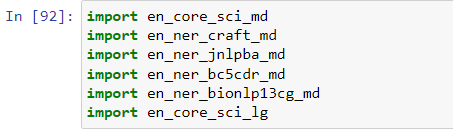 In [92]: import en_core_sci_md
import en_ner_craft_md
import en_ner_jnlpba_md
import en_ner_bc5cdr_md
import en_ner_bionlp13cg_md
import en_core_sci_lg